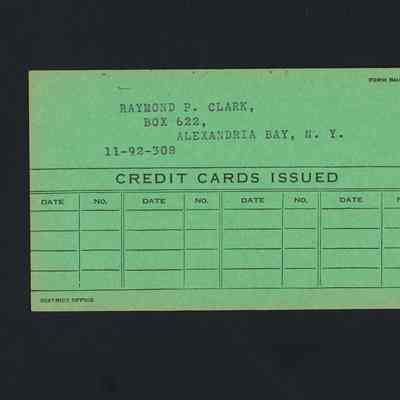 FORM
RAYMOND P. CLARK,
BOX 622,
ALEXANDRIA BAY, N. Y.
11-92-308
CREDIT CARDS ISSUED
DATE NO. DATE NO. DATE NO. DATE
DISTRICT OFFICE